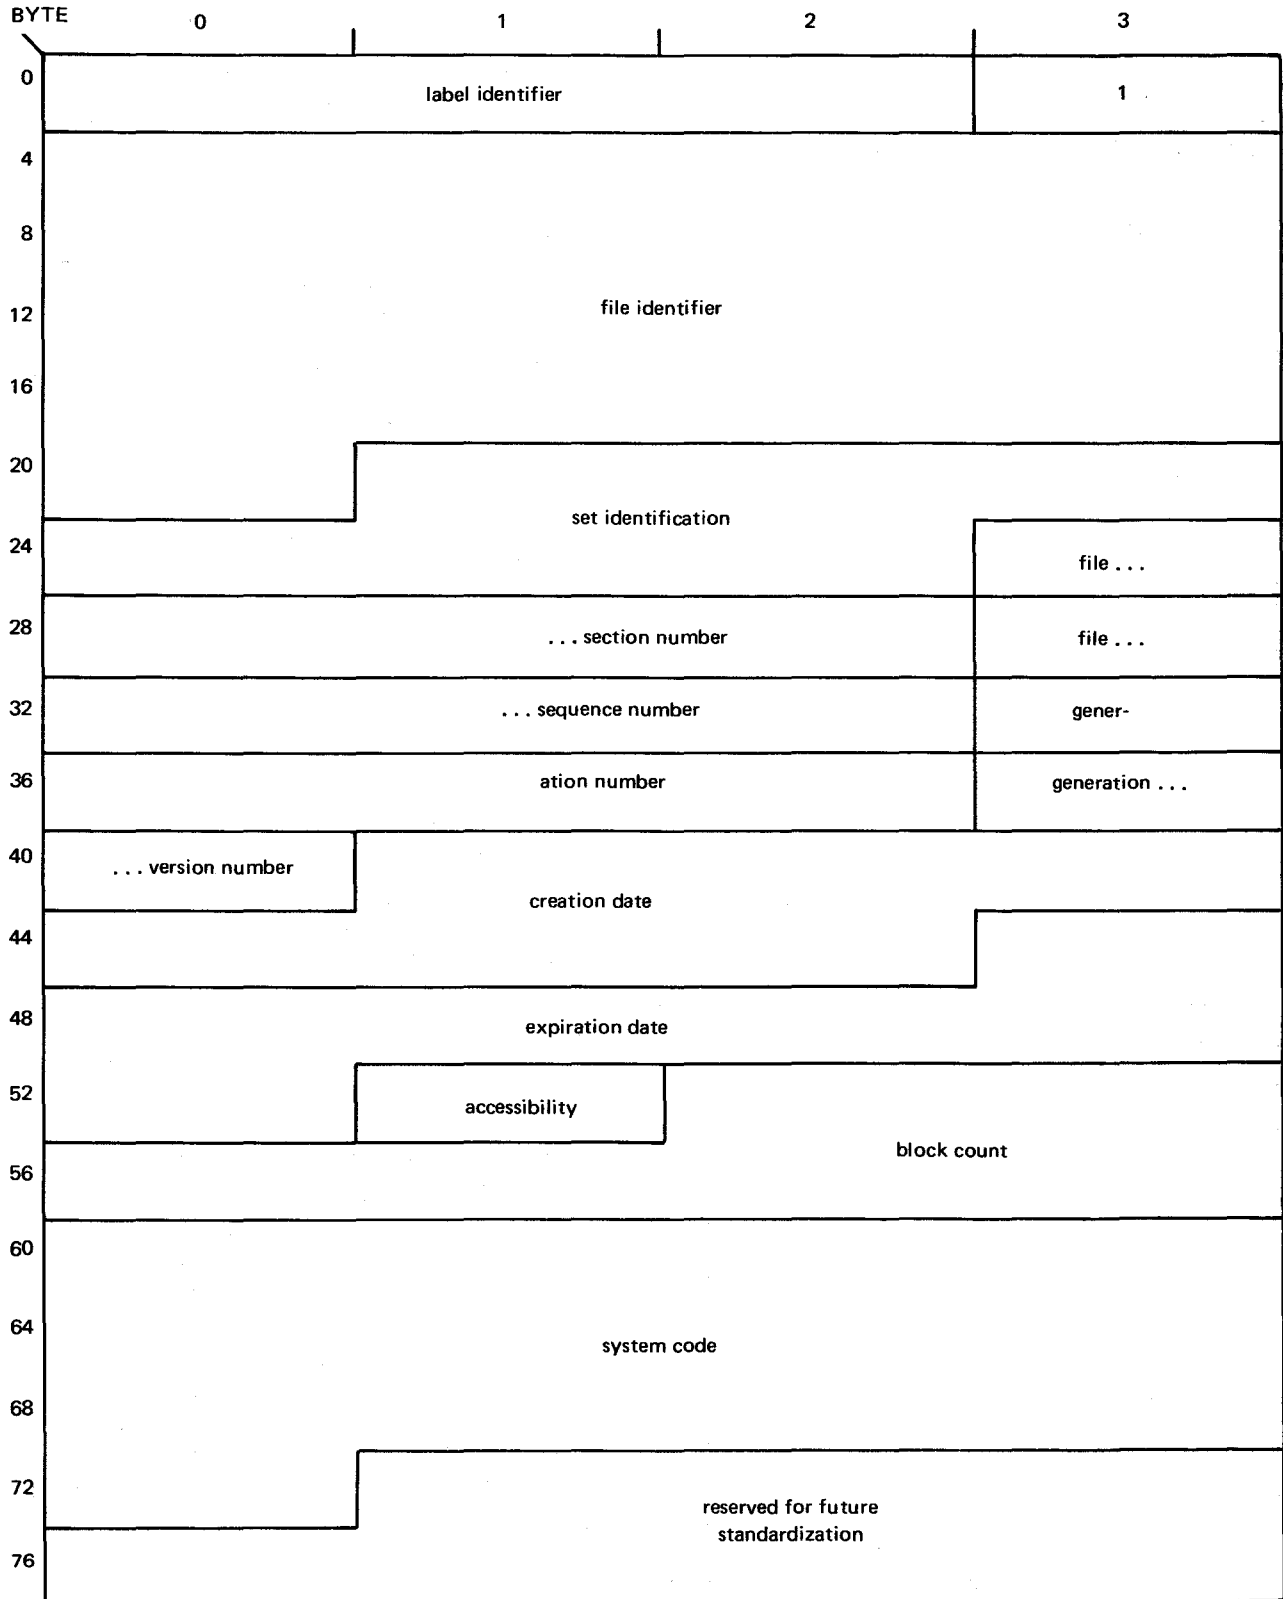 BYTE 0 1 2 3
0 label identifier 1
4
8
12 file identifier
16
20
set identification
24 file . . .
28 . . . section number file . . .
32 . . . sequence number gener-
36 ation number generation . . .
40 . . . version number
creation date
44
48 expiration date
52 accessibility
block count
56
60
64
system code
68
72
reserved for future
standardization
76